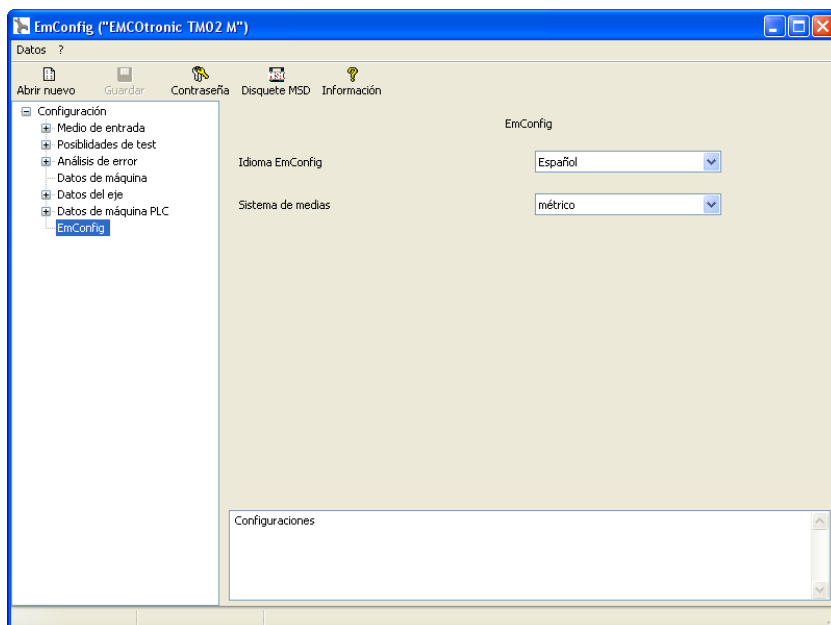 EmConfig ("EMCOtronic TM02 M")
Datos ?
Abrir nuevo Guardar Contraseña Disquete MSD Información
Configuración
Medio de entrada
Posiblidades de test
Análisis de error
Datos de máquina
Datos del eje
Datos de máquina PLC
EmConfig
EmConfig
Idioma EmConfig Español
Sistema de medias métrico
Configuraciones